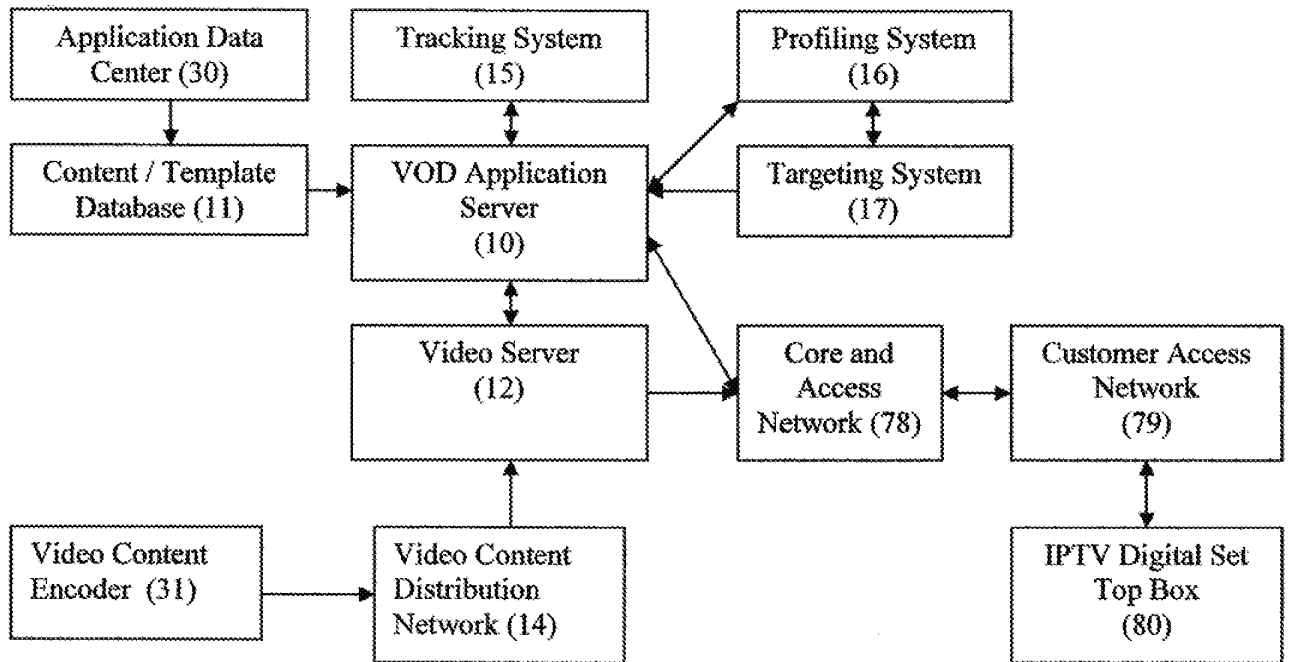 Application Data
Center (30)
Tracking System
(15)
Profiling System
(16)
Content / Template
Database (11)
VOD Application
Server
(10)
Targeting System
(17)
Video Server
(12)
Core and
Access
Network (78)
Customer Access
Network
(79)
Video Content
Encoder (31)
Video Content
Distribution
Network (14)
IPTV Digital Set
Top Box
(80)